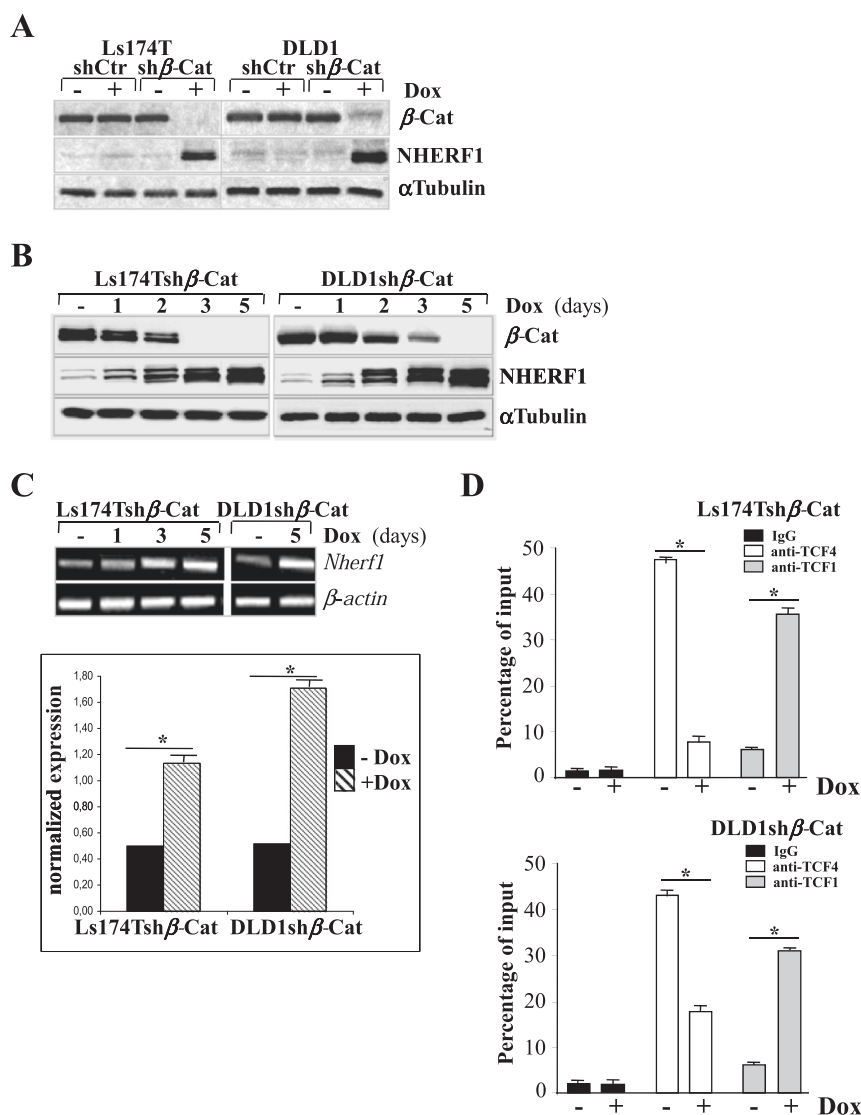 A
Ls174T DLD1
shCtr shβ-Cat shCtr shβ-Cat
- + - + - + - + Dox
β-Cat
NHERF1
αTubulin
B
Ls174Tshβ-Cat DLD1shβ-Cat
- 1 2 3 5 - 1 2 3 5 Dox (days)
β-Cat
NHERF1
αTubulin
C
Ls174Tshβ-Cat DLD1shβ-Cat
- 1 3 5 - 5 Dox (days)
Nherf1
β-actin
normalized expression
1,80
1,60
1,40
1,20
1,00
0,80
0,60
0,40
0,20
0,00
* *
- Dox
+Dox
Ls174Tshβ-Cat DLD1shβ-Cat
D
Ls174Tshβ-Cat
IgG
anti-TCF4
anti-TCF1
Percentage of input
50
40
30
20
10
0
* *
- + - + - + Dox
DLD1shβ-Cat
IgG
anti-TCF4
anti-TCF1
Percentage of input
50
40
30
20
10
0
* *
- + - + - + Dox